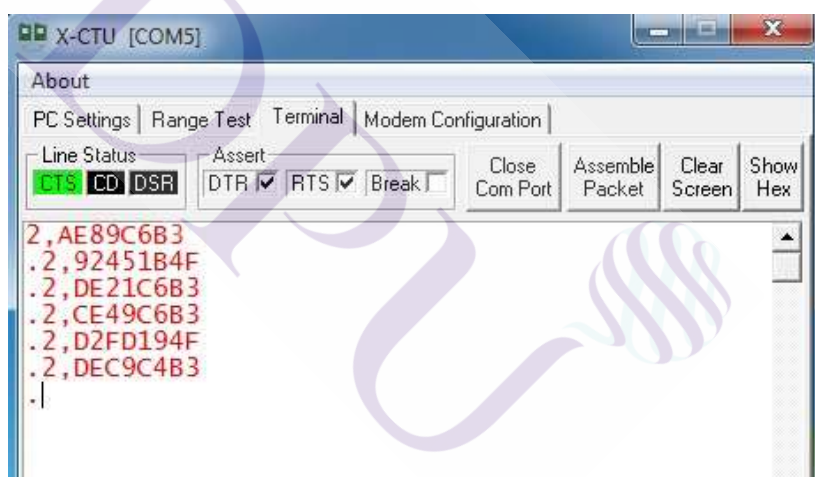 X-CTU [COM5]
About
PC Settings Range Test Terminal Modem Configuration
Line Status Assert
CTS CD DSR DTR RTS Break Close Com Port Assemble Packet Clear Screen Show Hex
2,AE89C6B3
.2,92451B4F
.2,DE21C6B3
.2,CE49C6B3
.2,D2FD194F
.2,DEC9C4B3
.
DPU